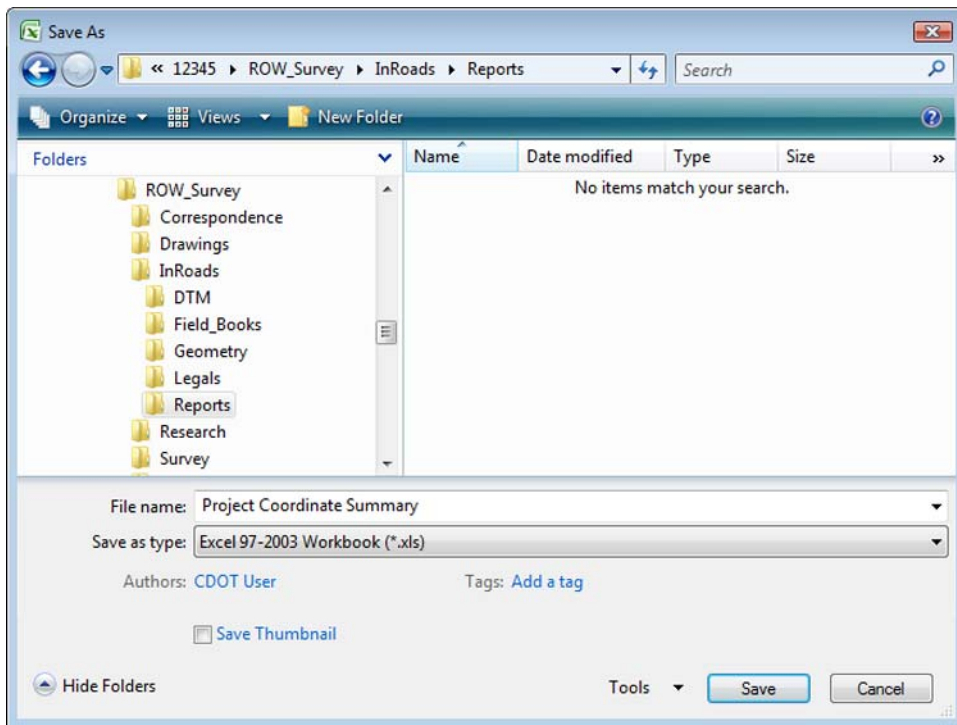 Save As
« 12345 ▸ ROW_Survey ▸ InRoads ▸ Reports
Search
Organize Views New Folder
Folders
Name Date modified Type Size »
No items match your search.
ROW_Survey
Correspondence
Drawings
InRoads
DTM
Field_Books
Geometry
Legals
Reports
Research
Survey
File name: Project Coordinate Summary
Save as type: Excel 97-2003 Workbook (*.xls)
Authors: CDOT User Tags: Add a tag
Save Thumbnail
Hide Folders Tools Save Cancel